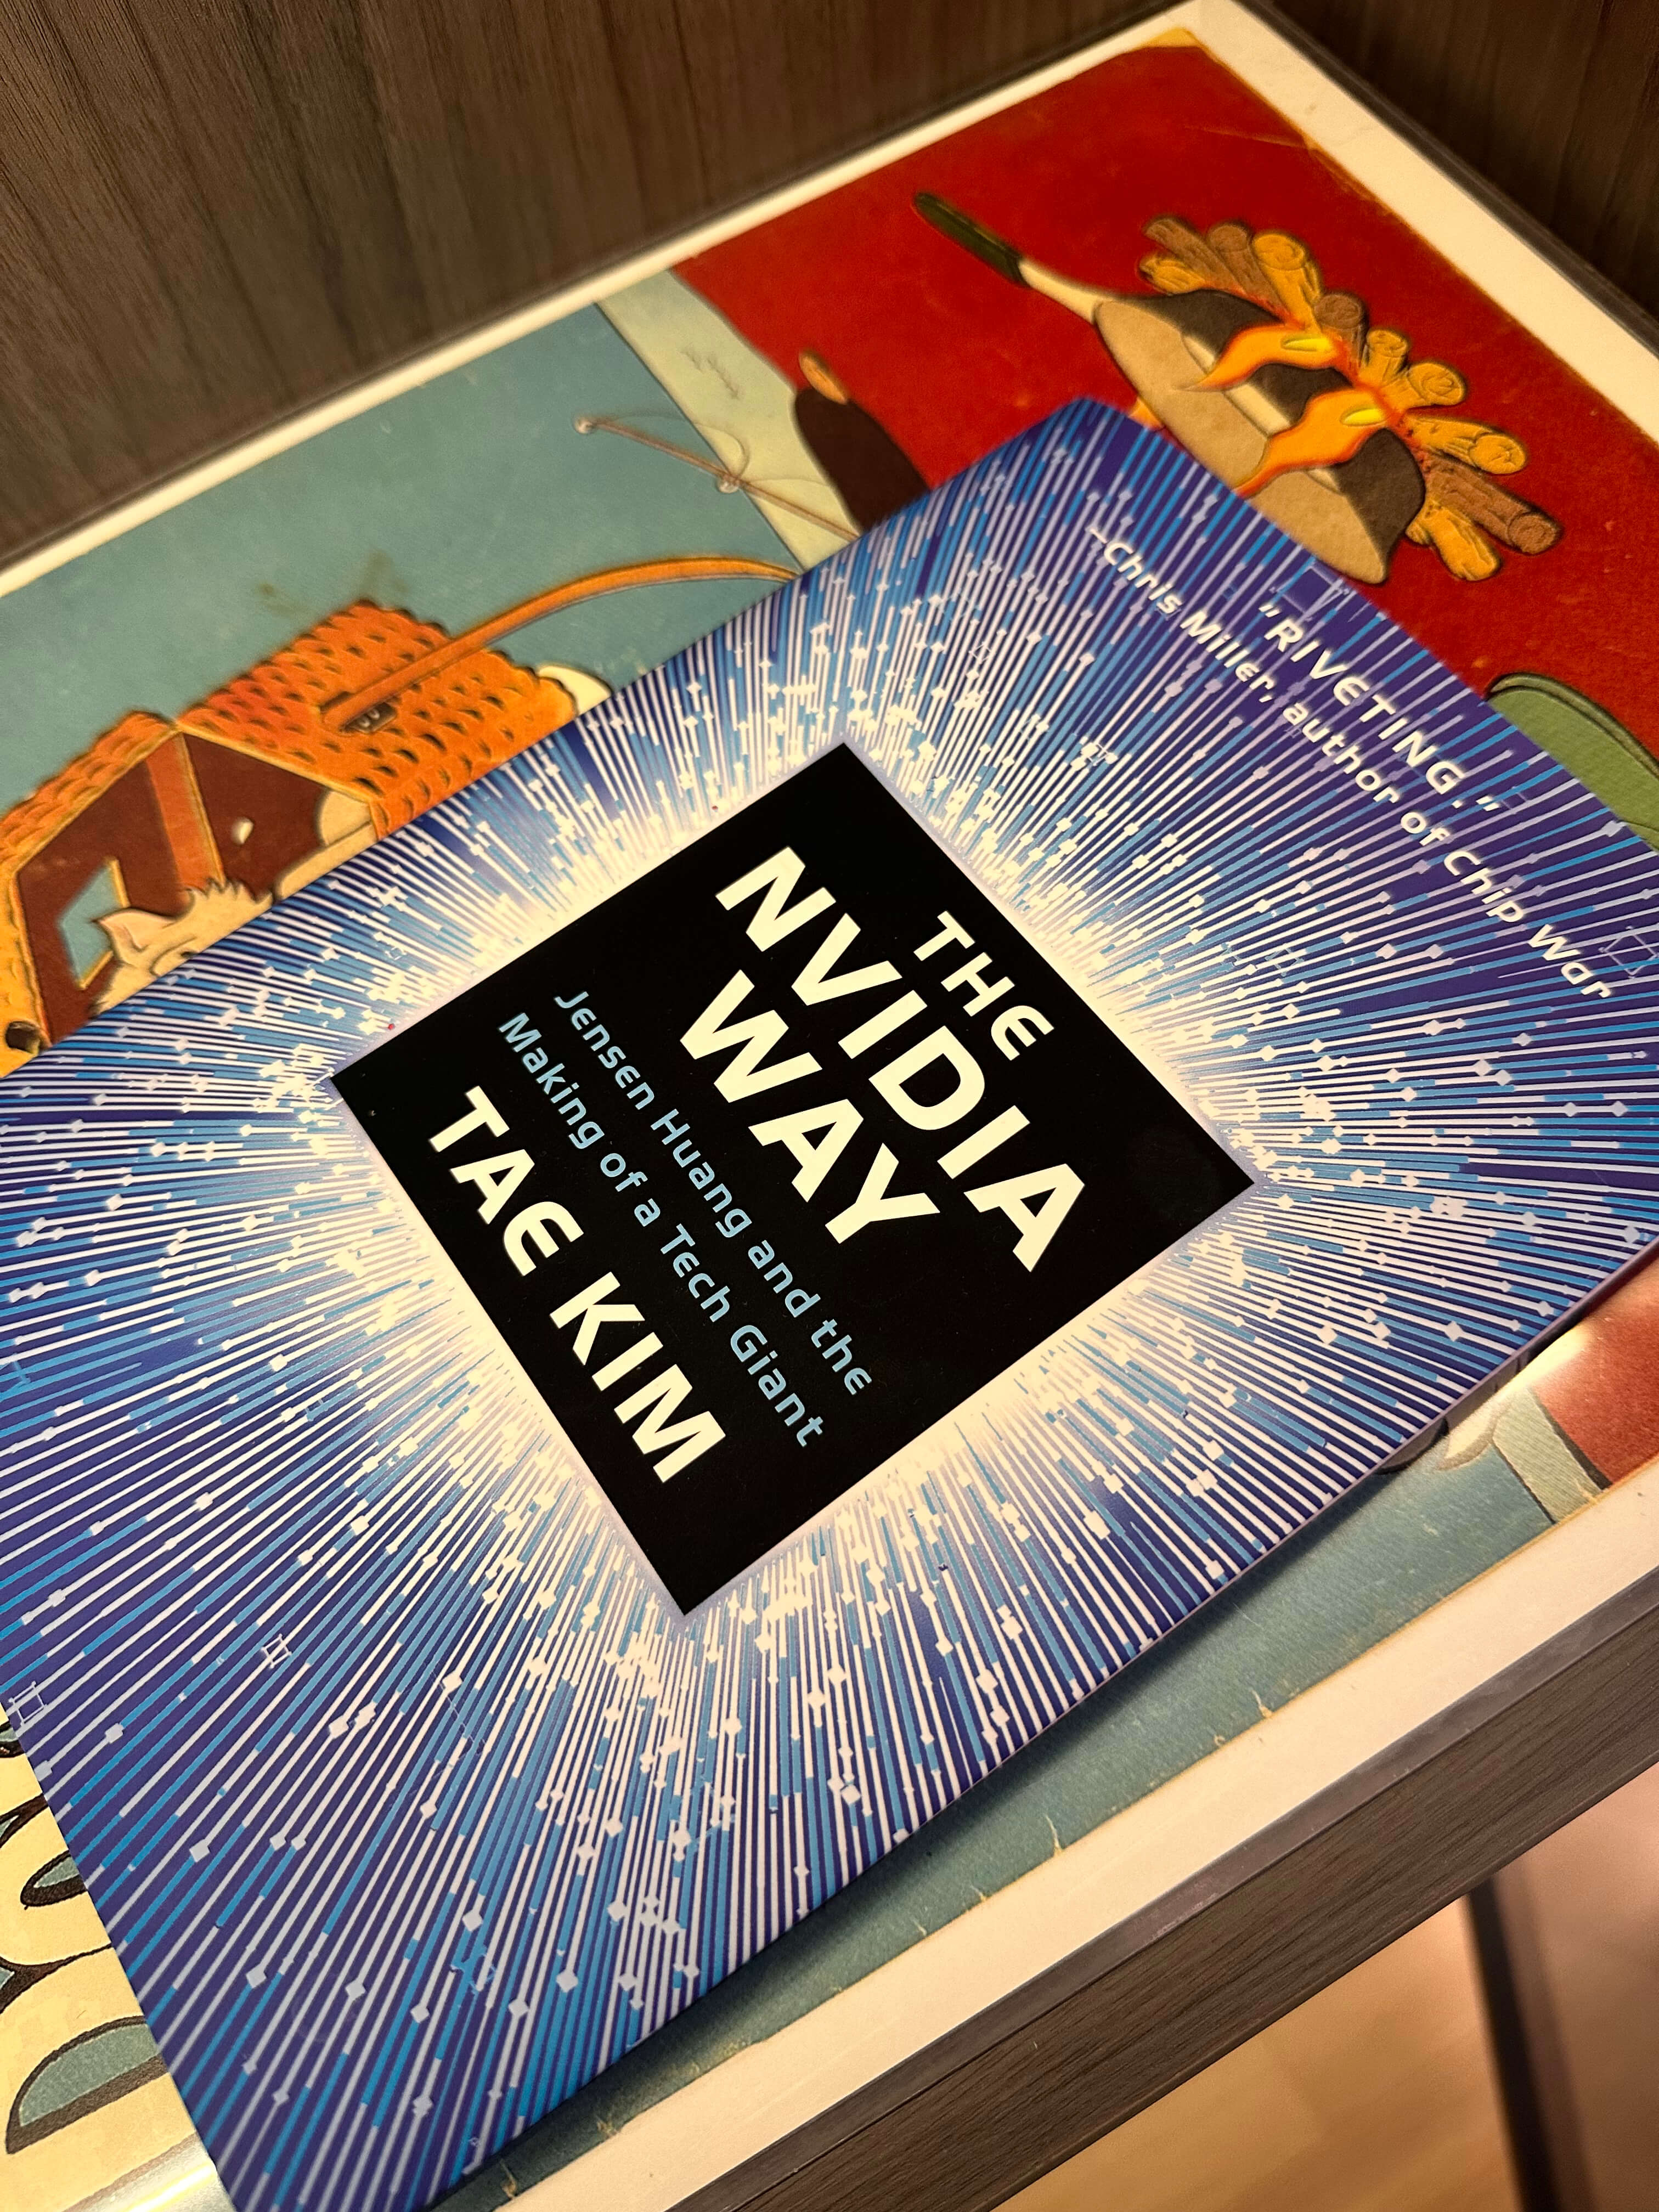 “RIVETING.”
—Chris Miller, author of Chip War
THE
NVIDIA
WAY
Jensen Huang and the
Making of a Tech Giant
TAE KIM